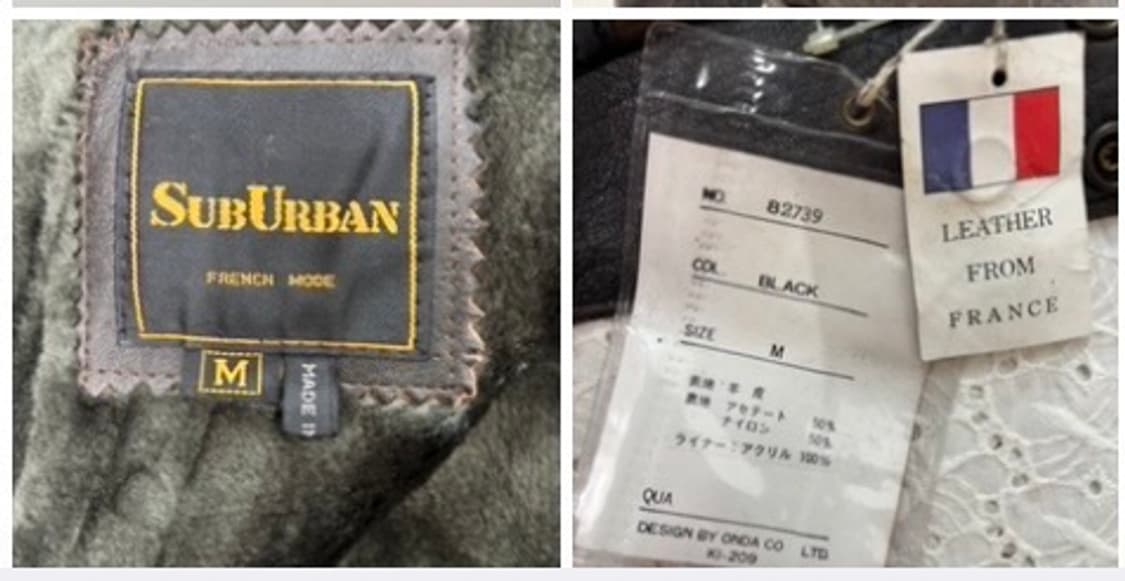 SUBURBAN
FRENCH MODE
M
MADE I
NO. 82739
COL. BLACK
SIZE M
表地：羊 皮
裏地 アセテート 50%
ナイロン 50%
ライナー：アクリル 100%
QUA
DESIGN BY ONDA CO LTD
KI-209
LEATHER
FROM
FRANCE